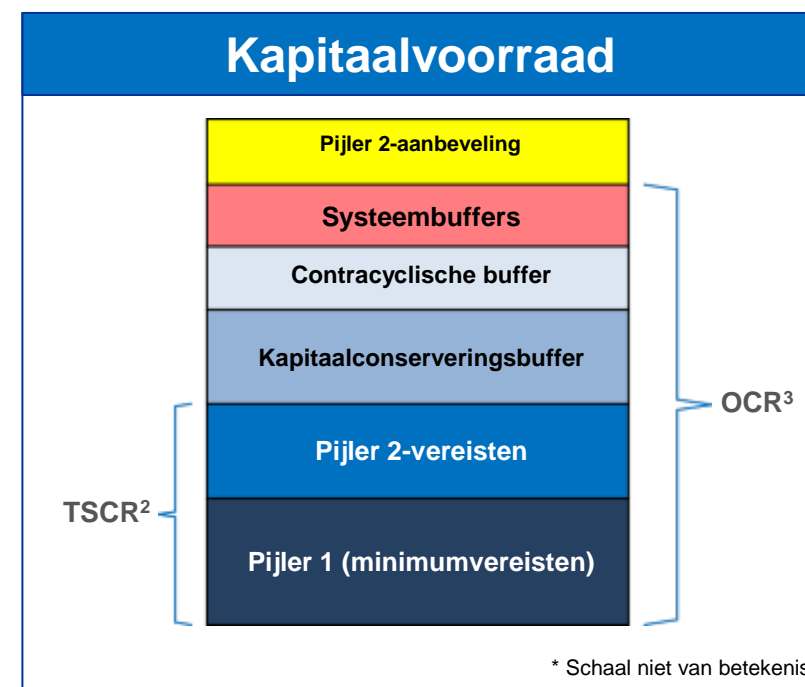 Kapitaalvoorraad
Pijler 2-aanbeveling
Systeembuffers
Contracyclische buffer
Kapitaalconserveringsbuffer
OCR³
Pijler 2-vereisten
TSCR²
Pijler 1 (minimumvereisten)
* Schaal niet van betekenis